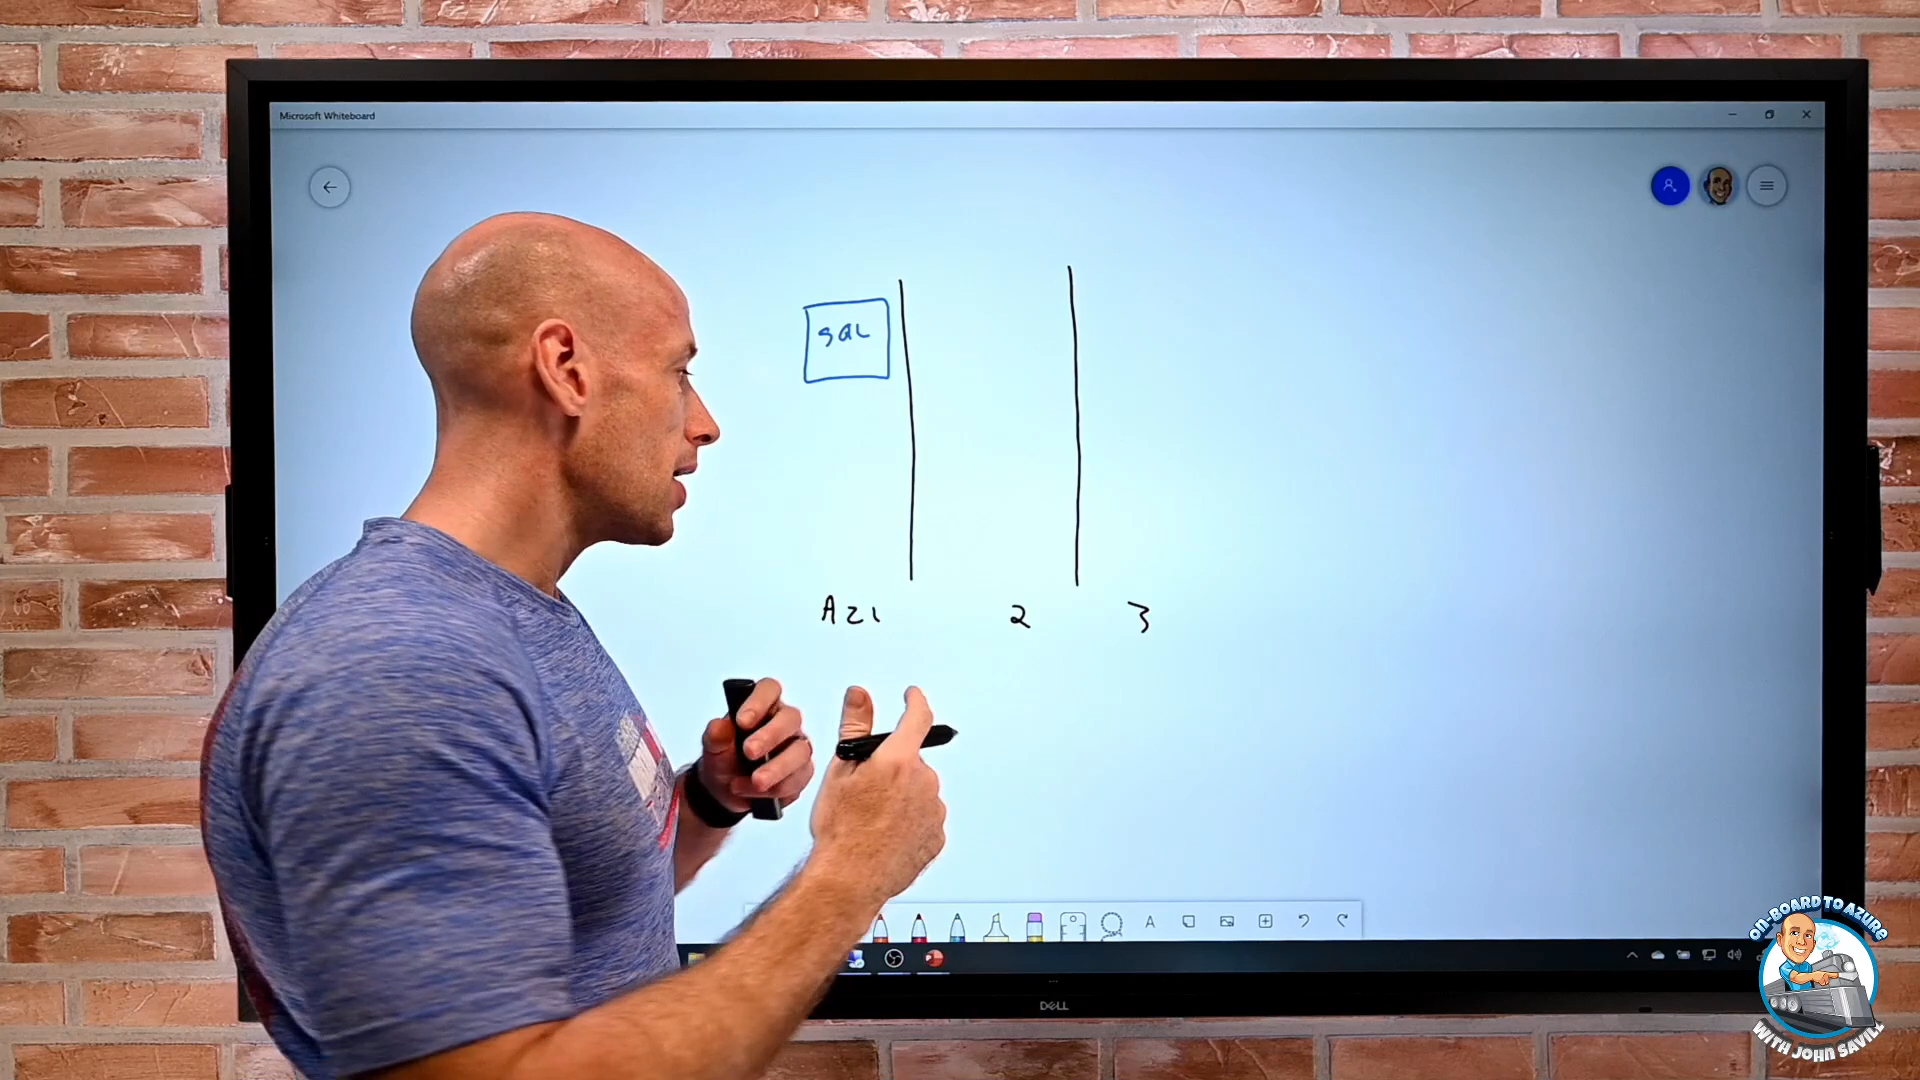 Microsoft Whiteboard
SQL
AZ1
2
3
A
DELL
ON-BOARD TO AZURE
WITH JOHN SAVILL